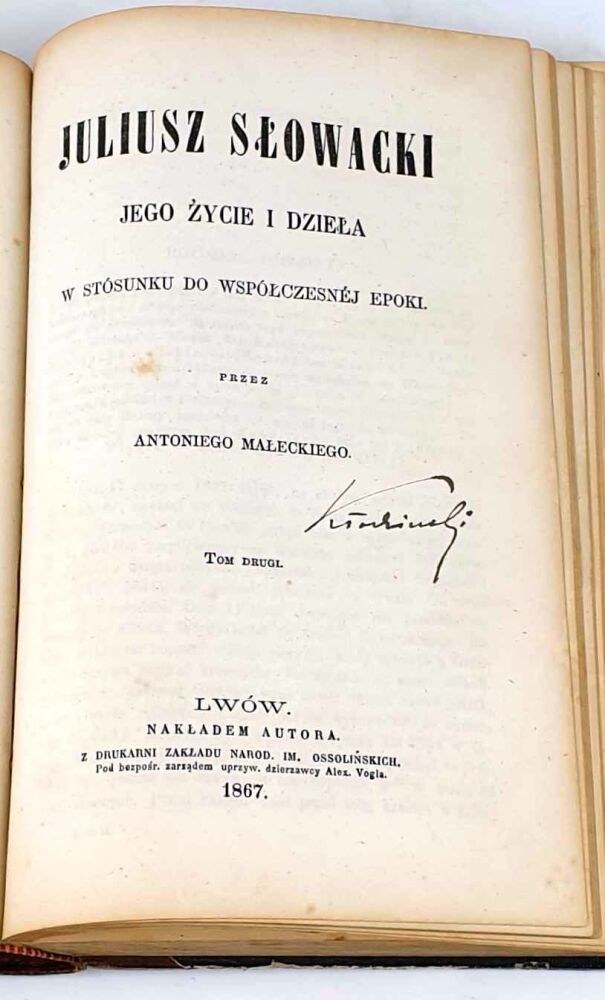 JULIUSZ SŁOWACKI
JEGO ŻYCIE I DZIEŁA
W STÓSUNKU DO WSPÓŁCZESNÉJ EPOKI.
PRZEZ
ANTONIEGO MAŁECKIEGO.
TOM DRUGI.
LWÓW.
NAKŁADEM AUTORA.
Z DRUKARNI ZAKŁADU NAROD. IM. OSSOLIŃSKICH.
Pod bezpośr. zarządem uprzyw. dzierzawcy Alex. Vogla.
1867.